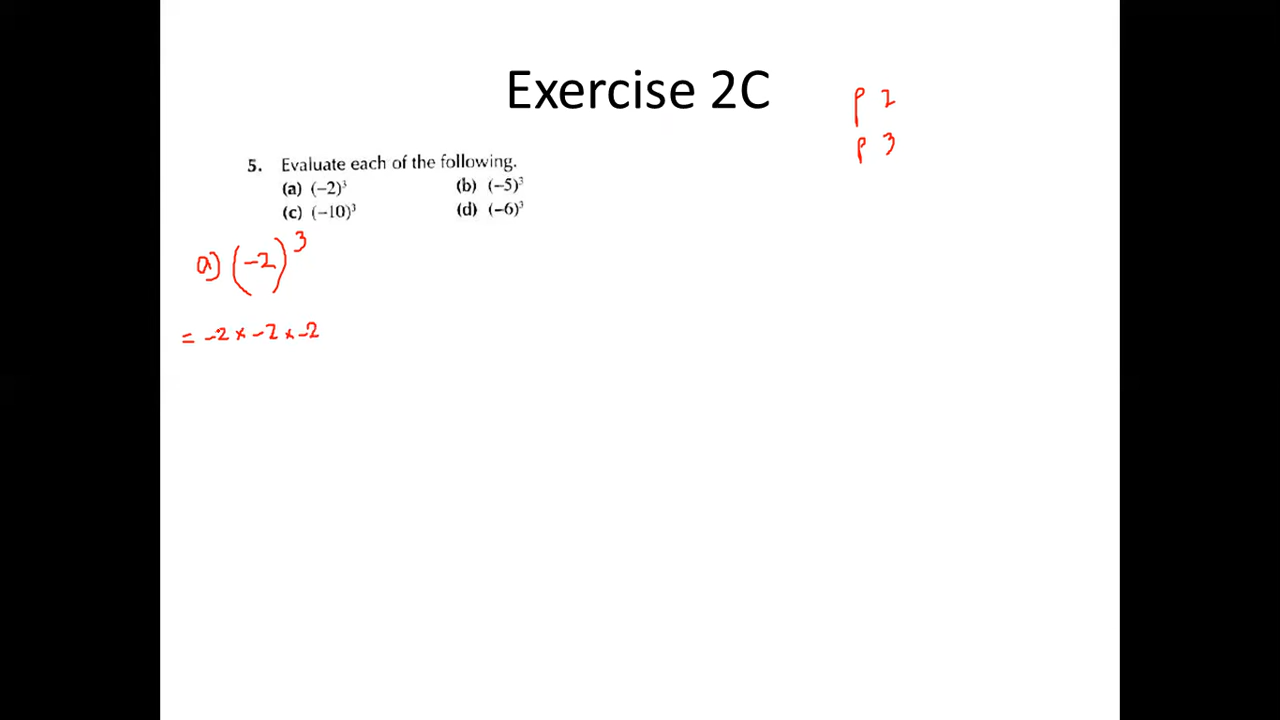 Exercise 2C
p 2
p 3
5. Evaluate each of the following.
(a) (−2)³ (b) (−5)³
(c) (−10)³ (d) (−6)³
a) (-2)³
= -2 × -2 × -2